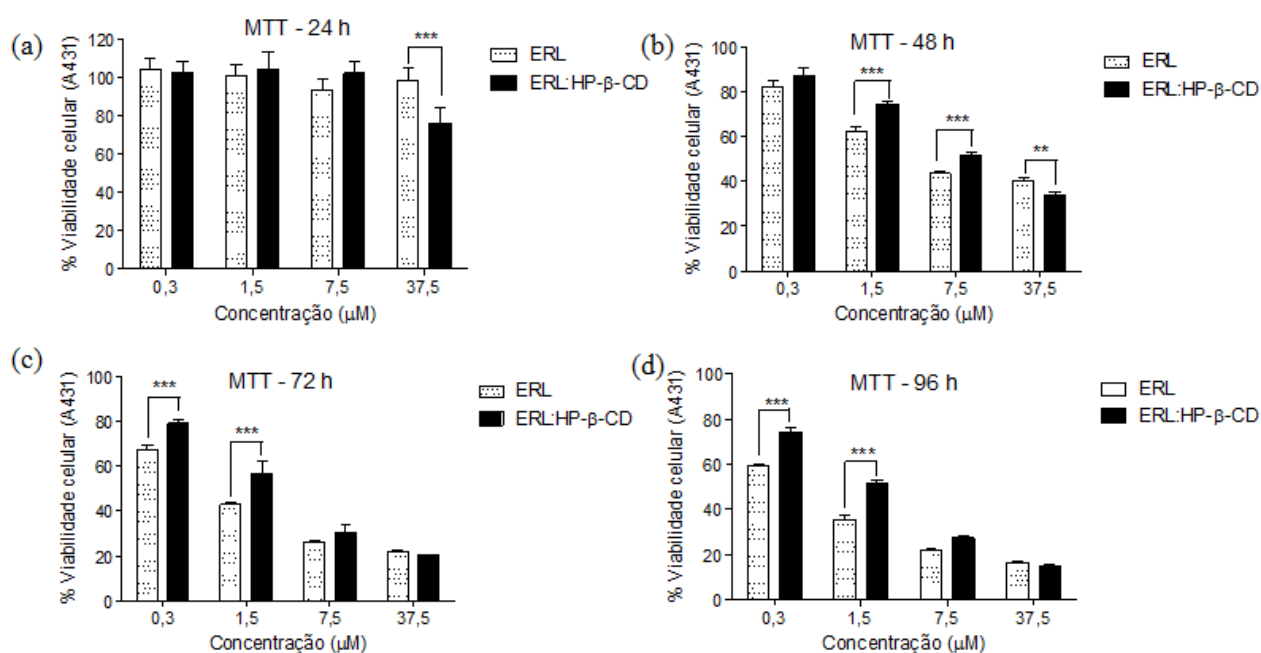 (a)
MTT - 24 h
% Viabilidade celular (A431)
120
100
80
60
40
20
0
***
0,3 1,5 7,5 37,5
Concentração (μM)
ERL
ERL:HP-β-CD
(b)
MTT - 48 h
% Viabilidade celular (A431)
100
80
60
40
20
0
*** *** **
0,3 1,5 7,5 37,5
Concentração (μM)
ERL
ERL:HP-β-CD
(c)
MTT - 72 h
% Viabilidade celular (A431)
100
80
60
40
20
0
*** ***
0,3 1,5 7,5 37,5
Concentração (μM)
ERL
ERL:HP-β-CD
(d)
MTT - 96 h
% Viabilidade celular (A431)
100
80
60
40
20
0
*** ***
0,3 1,5 7,5 37,5
Concentração (μM)
ERL
ERL:HP-β-CD